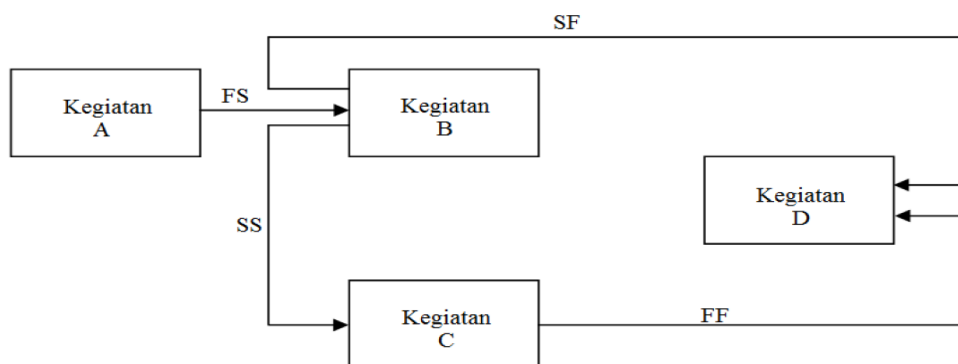 SF
Kegiatan
A
FS
Kegiatan
B
Kegiatan
D
SS
Kegiatan
C
FF